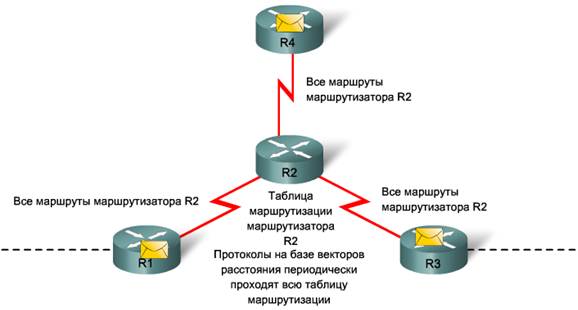 R4
Все маршруты
маршрутизатора R2
R2
Все маршруты маршрутизатора R2
Таблица
маршрутизации
маршрутизатора
R2
Все маршруты
маршрутизатора R2
R1
R3
Протоколы на базе векторов
расстояния периодически
проходят всю таблицу
маршрутизации